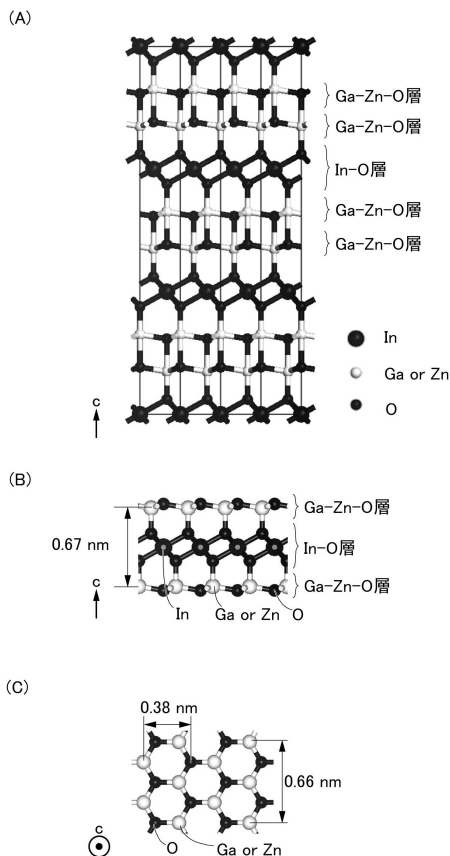 (A)
Ga-Zn-O層
Ga-Zn-O層
In-O層
Ga-Zn-O層
Ga-Zn-O層
In
Ga or Zn
O
c
(B)
Ga-Zn-O層
0.67 nm
In-O層
Ga-Zn-O層
c
In
Ga or Zn
O
(C)
0.38 nm
0.66 nm
c
O
Ga or Zn